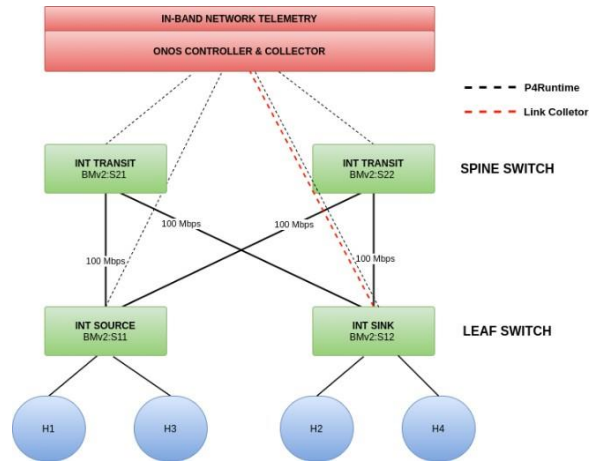 IN-BAND NETWORK TELEMETRY
ONOS CONTROLLER & COLLECTOR
P4Runtime
Link Colletor
INT TRANSIT
BMv2:S21
INT TRANSIT
BMv2:S22
SPINE SWITCH
100 Mbps
100 Mbps
100 Mbps
100 Mbps
INT SOURCE
BMv2:S11
INT SINK
BMv2:S12
LEAF SWITCH
H1
H3
H2
H4